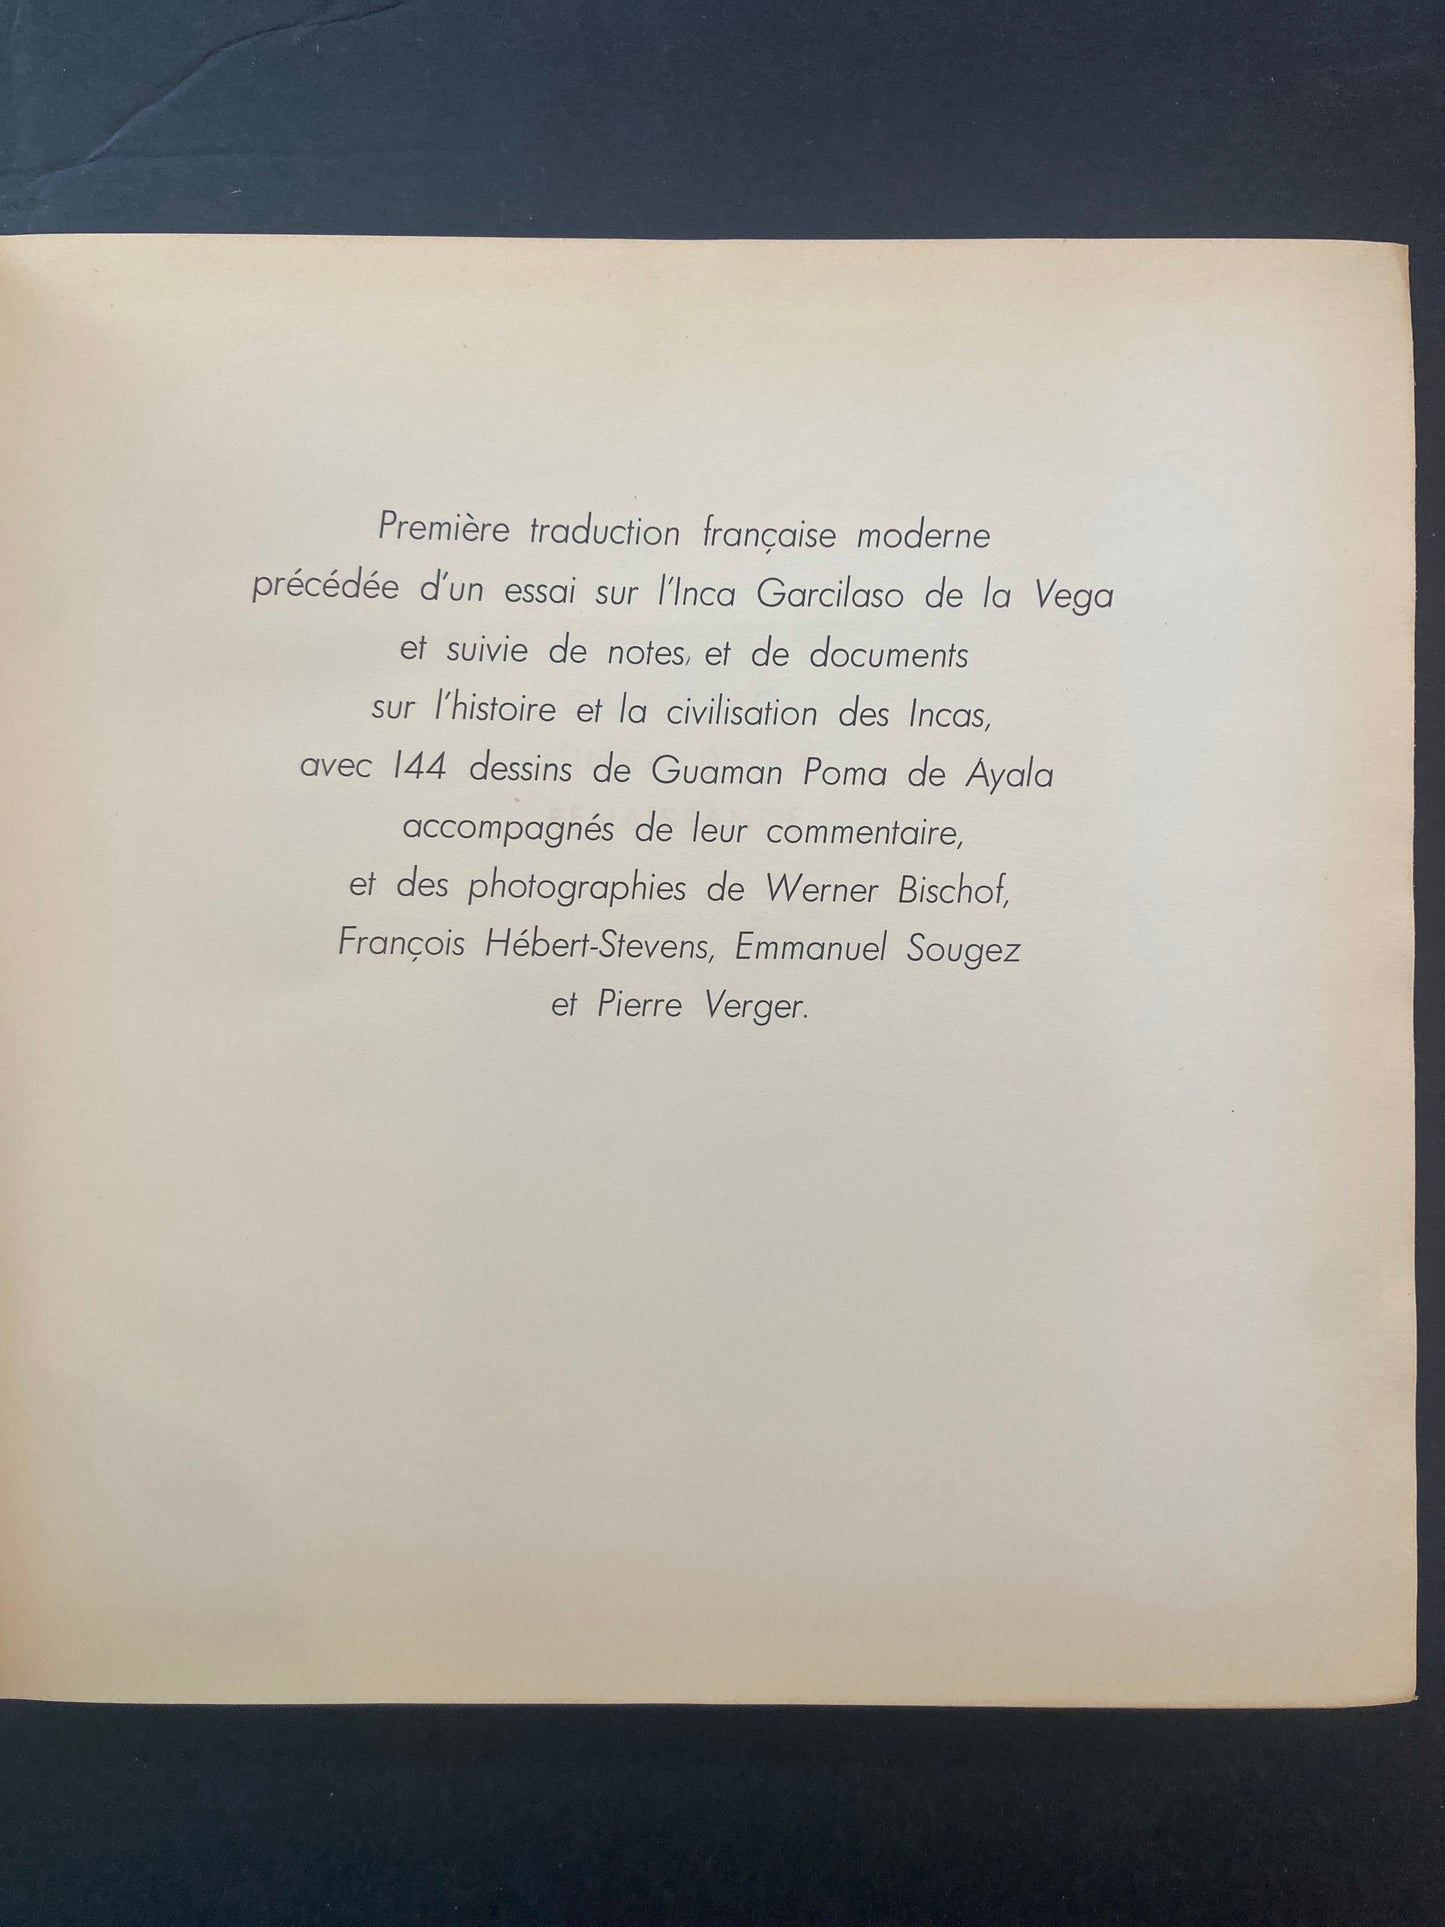 Première traduction française moderne
précédée d'un essai sur l'Inca Garcilaso de la Vega
et suivie de notes, et de documents
sur l'histoire et la civilisation des Incas,
avec 144 dessins de Guaman Poma de Ayala
accompagnés de leur commentaire,
et des photographies de Werner Bischof,
François Hébert-Stevens, Emmanuel Sougez
et Pierre Verger.